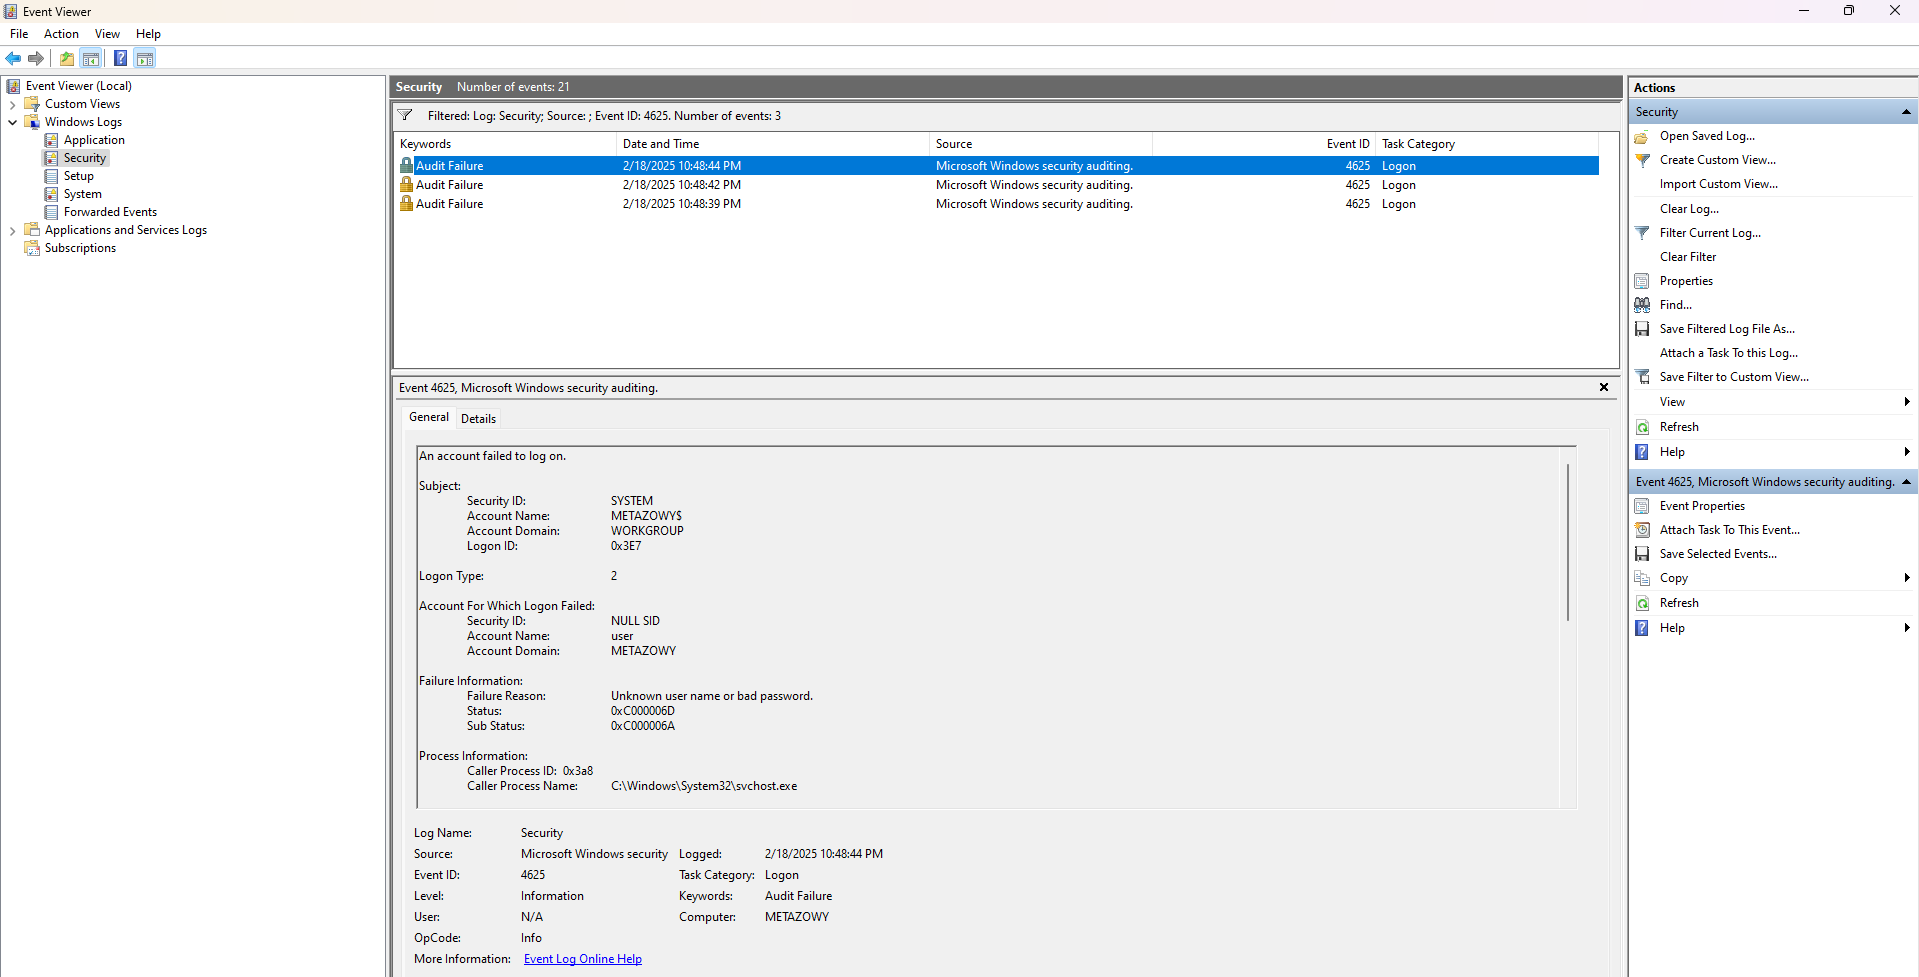 Event Viewer
File Action View Help
Event Viewer (Local)
Custom Views
Windows Logs
Application
Security
Setup
System
Forwarded Events
Applications and Services Logs
Subscriptions
Security Number of events: 21
Filtered: Log: Security; Source: ; Event ID: 4625. Number of events: 3
Keywords Date and Time Source Event ID Task Category
Audit Failure 2/18/2025 10:48:44 PM Microsoft Windows security auditing. 4625 Logon
Audit Failure 2/18/2025 10:48:42 PM Microsoft Windows security auditing. 4625 Logon
Audit Failure 2/18/2025 10:48:39 PM Microsoft Windows security auditing. 4625 Logon
Event 4625, Microsoft Windows security auditing.
General Details
An account failed to log on.
Subject:
Security ID: SYSTEM
Account Name: METAZOWY$
Account Domain: WORKGROUP
Logon ID: 0x3E7
Logon Type: 2
Account For Which Logon Failed:
Security ID: NULL SID
Account Name: user
Account Domain: METAZOWY
Failure Information:
Failure Reason: Unknown user name or bad password.
Status: 0xC000006D
Sub Status: 0xC000006A
Process Information:
Caller Process ID: 0x3a8
Caller Process Name: C:\Windows\System32\svchost.exe
Log Name: Security
Source: Microsoft Windows security Logged: 2/18/2025 10:48:44 PM
Event ID: 4625 Task Category: Logon
Level: Information Keywords: Audit Failure
User: N/A Computer: METAZOWY
OpCode: Info
More Information: Event Log Online Help
Actions
Security
Open Saved Log...
Create Custom View...
Import Custom View...
Clear Log...
Filter Current Log...
Clear Filter
Properties
Find...
Save Filtered Log File As...
Attach a Task To this Log...
Save Filter to Custom View...
View
Refresh
Help
Event 4625, Microsoft Windows security auditing.
Event Properties
Attach Task To This Event...
Save Selected Events...
Copy
Refresh
Help